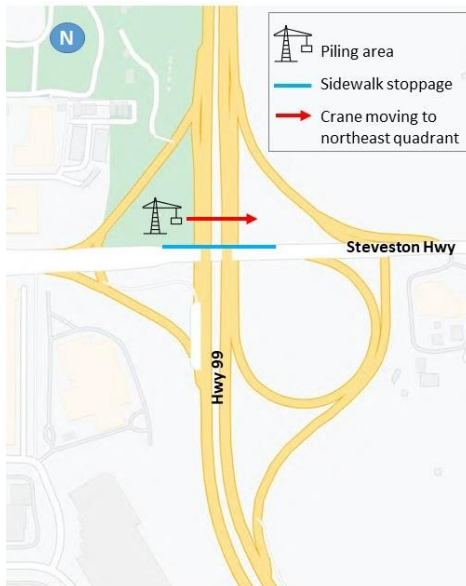 N
Piling area
Sidewalk stoppage
Crane moving to
northeast quadrant
Steveston Hwy
Hwy 99